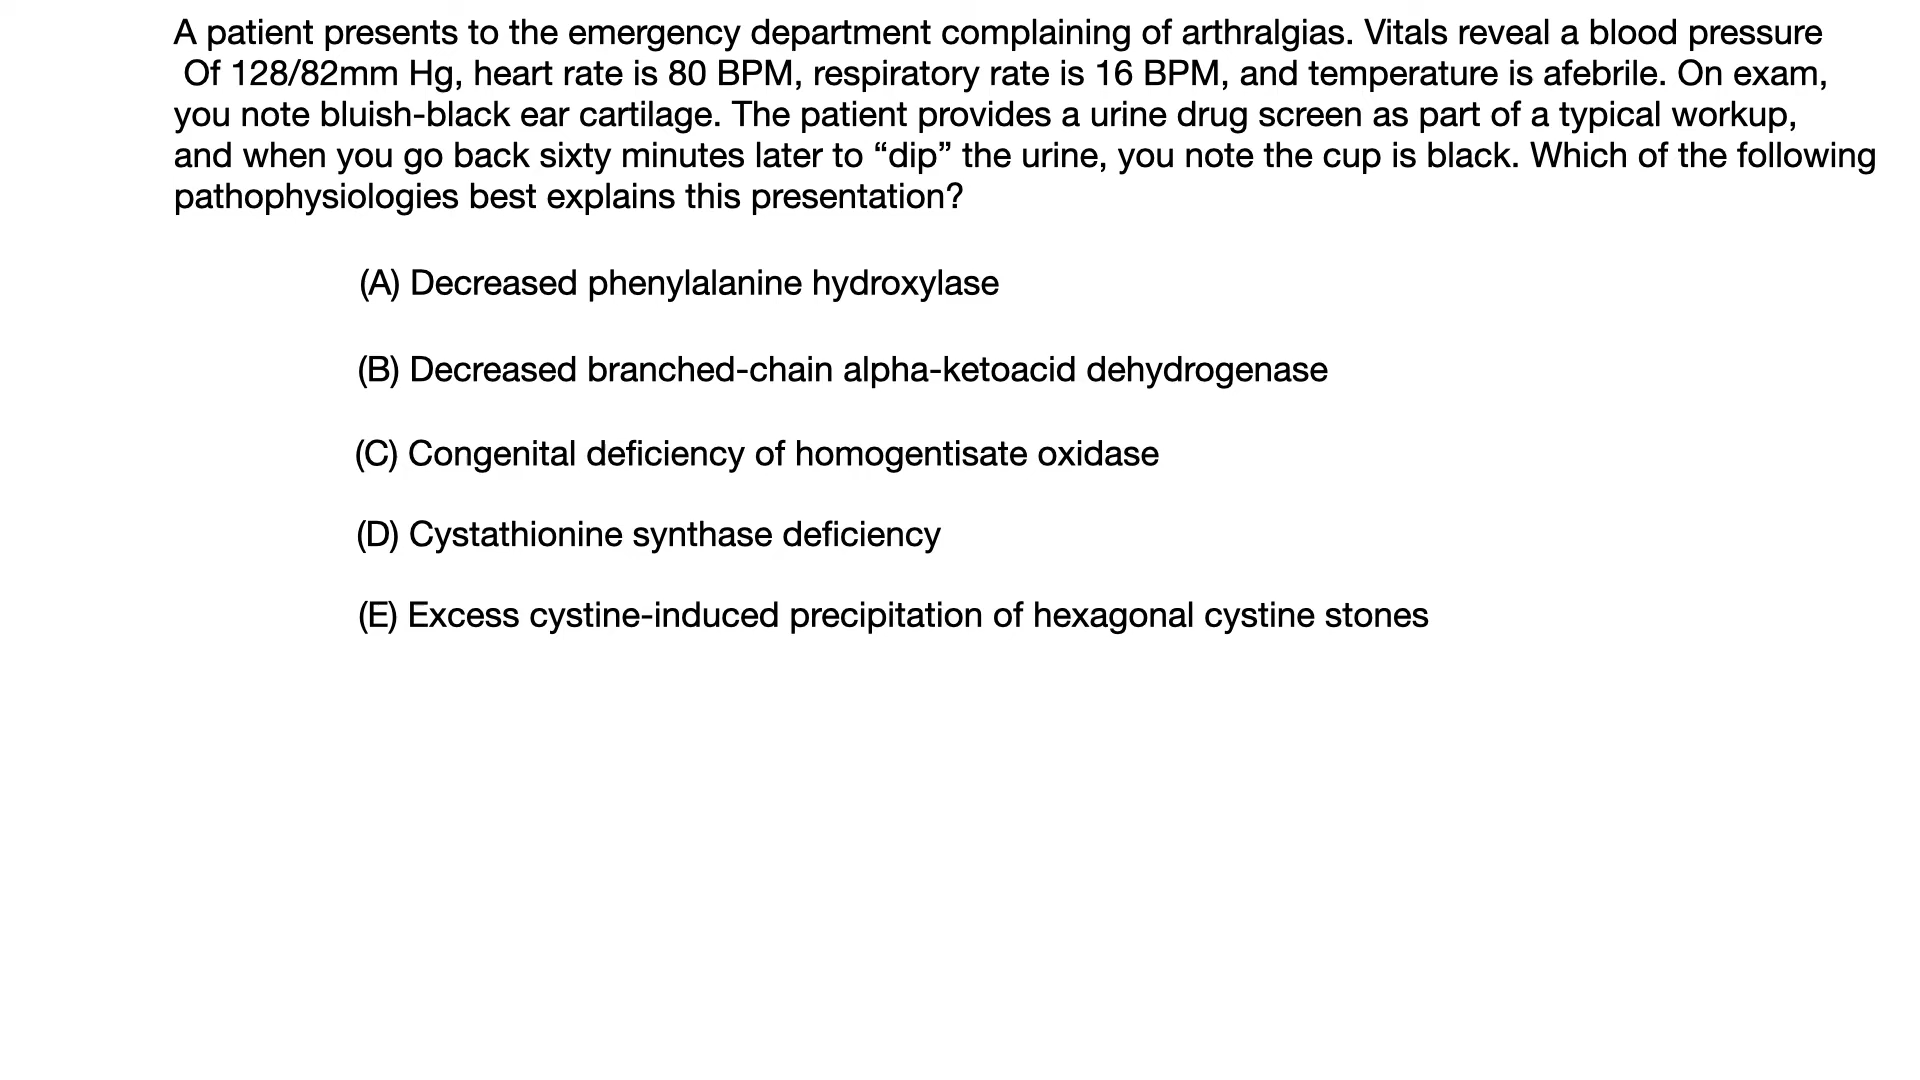 A patient presents to the emergency department complaining of arthralgias. Vitals reveal a blood pressure
Of 128/82mm Hg, heart rate is 80 BPM, respiratory rate is 16 BPM, and temperature is afebrile. On exam,
you note bluish-black ear cartilage. The patient provides a urine drug screen as part of a typical workup,
and when you go back sixty minutes later to “dip” the urine, you note the cup is black. Which of the following
pathophysiologies best explains this presentation?
(A) Decreased phenylalanine hydroxylase
(B) Decreased branched-chain alpha-ketoacid dehydrogenase
(C) Congenital deficiency of homogentisate oxidase
(D) Cystathionine synthase deficiency
(E) Excess cystine-induced precipitation of hexagonal cystine stones